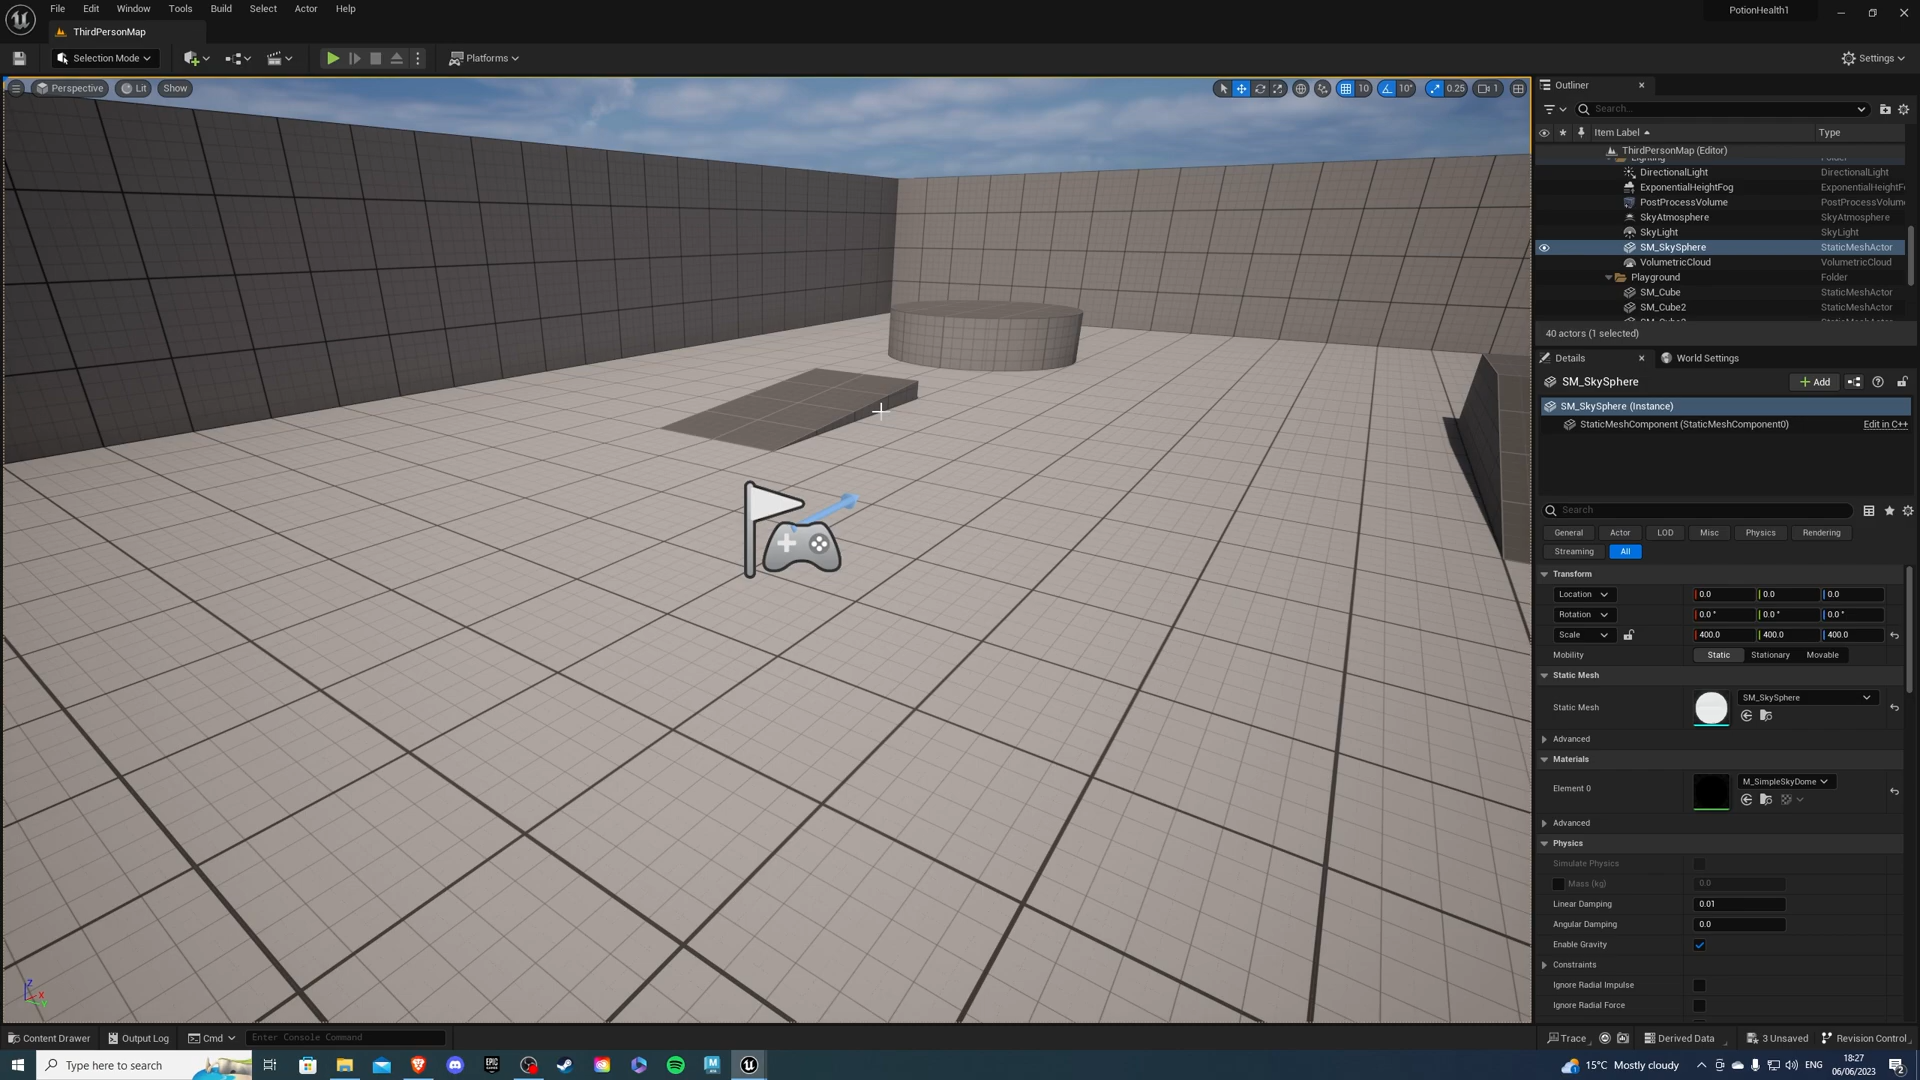 File Edit Window Tools Build Select Actor Help
PotionHealth1
ThirdPersonMap
Selection Mode
Platforms
Settings
Perspective Lit Show
10 10° 0.25 1
Outliner
Search...
Item Label Type
ThirdPersonMap (Editor)
Lighting Folder
DirectionalLight DirectionalLight
ExponentialHeightFog ExponentialHeightF
PostProcessVolume PostProcessVolum
SkyAtmosphere SkyAtmosphere
SkyLight SkyLight
SM_SkySphere StaticMeshActor
VolumetricCloud VolumetricCloud
Playground Folder
SM_Cube StaticMeshActor
SM_Cube2 StaticMeshActor
40 actors (1 selected)
Details World Settings
SM_SkySphere
Add
SM_SkySphere (Instance)
StaticMeshComponent (StaticMeshComponent0) Edit in C++
Search
General Actor LOD Misc Physics Rendering
Streaming All
Transform
Location 0.0 0.0 0.0
Rotation 0.0° 0.0° 0.0°
Scale 400.0 400.0 400.0
Mobility Static Stationary Movable
Static Mesh
Static Mesh SM_SkySphere
Advanced
Materials
Element 0 M_SimpleSkyDome
Advanced
Physics
Simulate Physics
Mass (kg) 0.0
Linear Damping 0.01
Angular Damping 0.0
Enable Gravity
Constraints
Ignore Radial Impulse
Ignore Radial Force
Z X Y
Content Drawer Output Log Cmd Enter Console Command
Trace Derived Data 3 Unsaved Revision Control
Type here to search
EPIC
15°C Mostly cloudy
ENG
18:27
06/06/2023
2